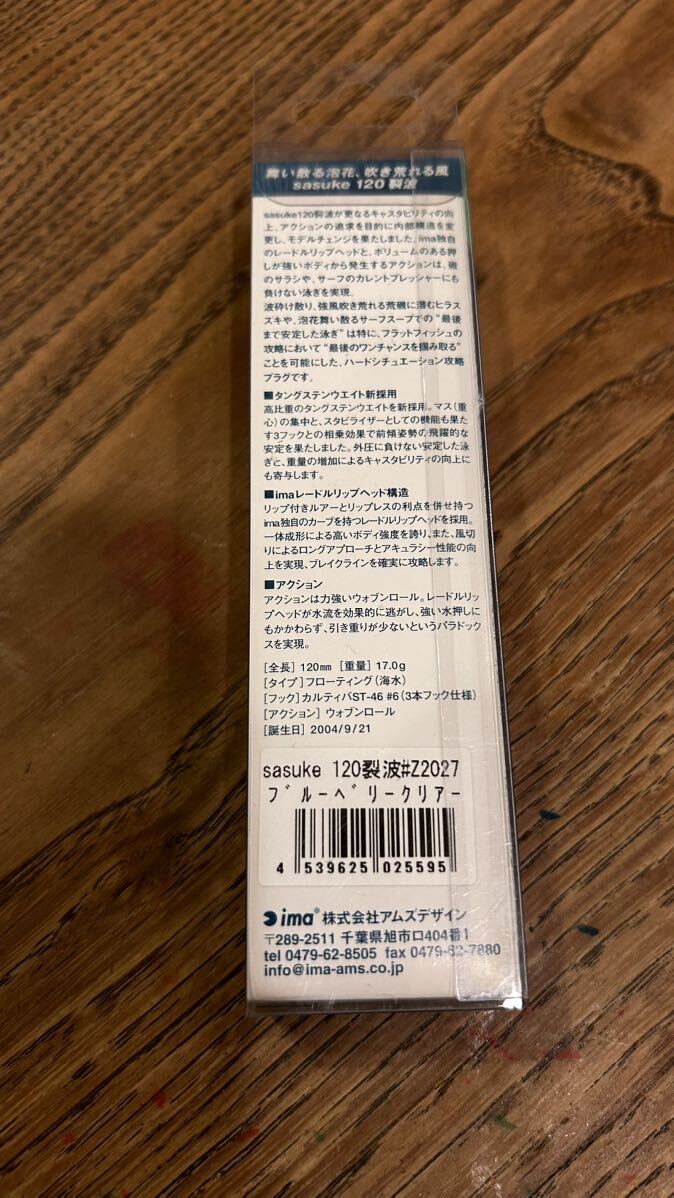 舞い散る泡花、吹き荒れる風
sasuke 120 裂波
sasuke120裂波が更なるキャスタビリティの向
上、アクションの追求を目的に内部構造を変
更し、モデルチェンジを果たしました。ima独自
のレードルリップヘッドと、ボリュームのある押
しが強いボディから発生するアクションは、磯
のサラシや、サーフのカレントプレッシャーにも
負けない泳ぎを実現。
波砕け散り、強風吹き荒れる荒磯に潜むヒラス
ズキや、泡花舞い散るサーフスープでの“最後
まで安定した泳ぎ”は特に、フラットフィッシュの
攻略において“最後のワンチャンスを掴み取る”
ことを可能にした、ハードシチュエーション攻略
プラグです。
■タングステンウエイト新採用
高比重のタングステンウエイトを新採用。マス(重
心)の集中と、スタビライザーとしての機能も果た
す3フックとの相乗効果で前傾姿勢の飛躍的な
安定を果たしました。外圧に負けない安定した泳
ぎと、重量の増加によるキャスタビリティの向上に
も寄与します。
■imaレードルリップヘッド構造
リップ付きルアーとリップレスの利点を併せ持つ
ima独自のカーブを持つレードルリップヘッドを採用。
一体成形による高いボディ強度を誇り、また、風切
りによるロングアプローチとアキュラシー性能の向
上を実現、ブレイクラインを確実に攻略します。
■アクション
アクションは力強いウォブンロール。レードルリッ
プヘッドが水流を効果的に逃がし、強い水押しに
もかかわらず、引き重りが少ないというパラドック
スを実現。
[全長] 120mm [重量] 17.0g
[タイプ] フローティング(海水)
[フック] カルティバST-46 #6(3本フック仕様)
[アクション] ウォブンロール
[誕生日] 2004/9/21
sasuke 120裂波#Z2027
ブルーベリークリアー
4 539625 025595
ima® 株式会社アムズデザイン
〒289-2511 千葉県旭市ロ404番1
tel 0479-62-8505 fax 0479-62-7880
info@ima-ams.co.jp